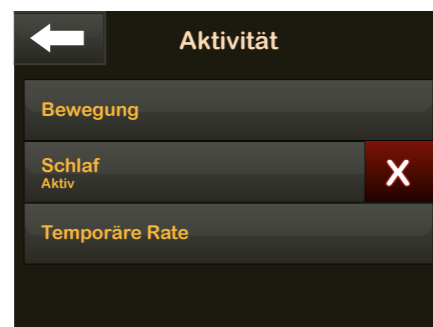 Aktivität
Bewegung
Schlaf
Aktiv
X
Temporäre Rate